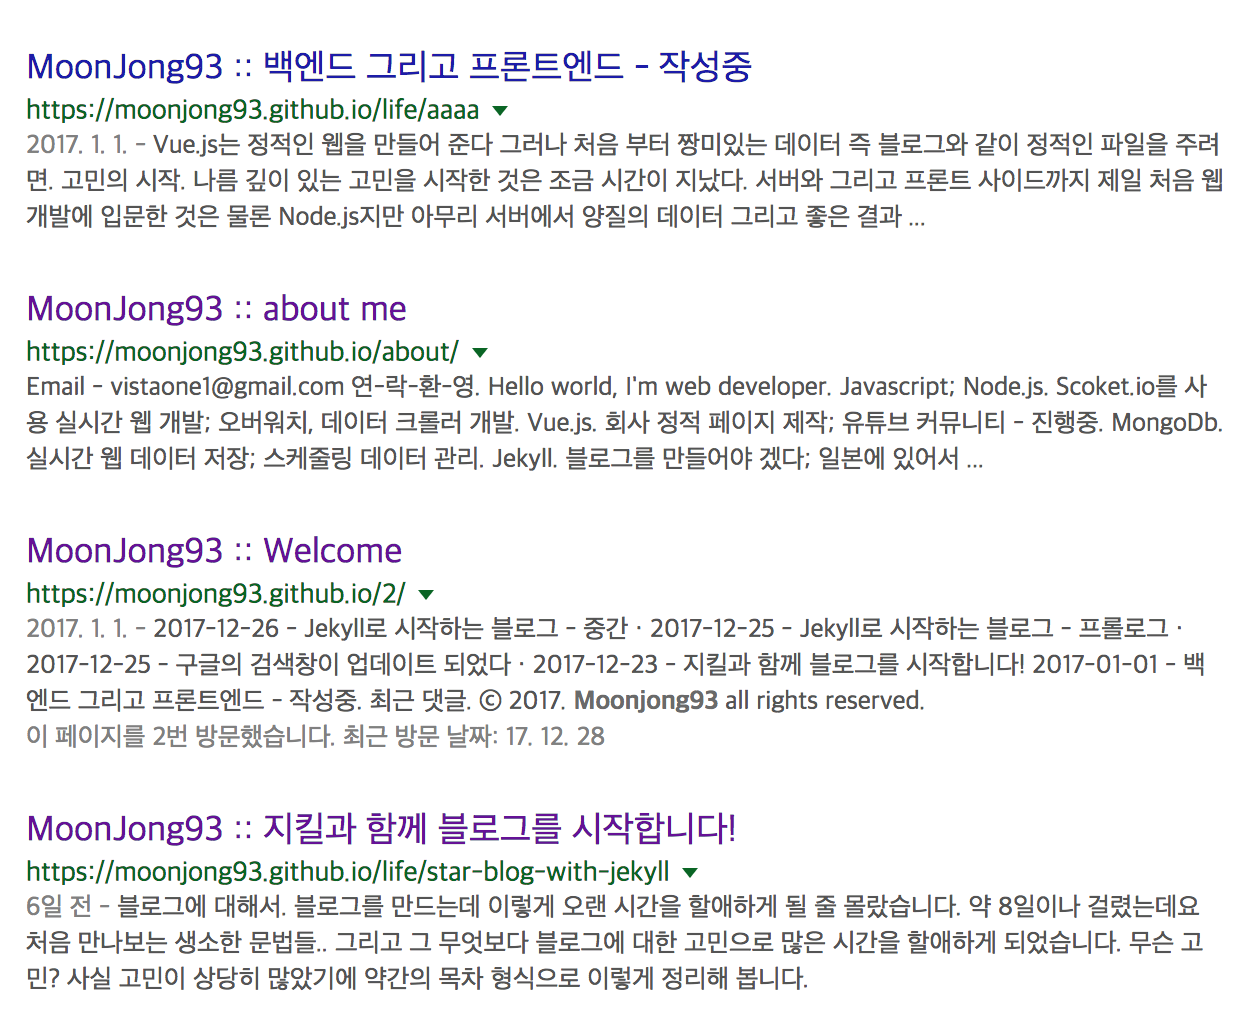 MoonJong93 :: 백엔드 그리고 프론트엔드 - 작성중
https://moonjong93.github.io/life/aaaa
2017. 1. 1. - Vue.js는 정적인 웹을 만들어 준다 그러나 처음 부터 짱미있는 데이터 즉 블로그와 같이 정적인 파일을 주려
면. 고민의 시작. 나름 깊이 있는 고민을 시작한 것은 조금 시간이 지났다. 서버와 그리고 프론트 사이드까지 제일 처음 웹
개발에 입문한 것은 물론 Node.js지만 아무리 서버에서 양질의 데이터 그리고 좋은 결과 ...
MoonJong93 :: about me
https://moonjong93.github.io/about/
Email - vistaone1@gmail.com 연-락-환-영. Hello world, I'm web developer. Javascript; Node.js. Scoket.io를 사
용 실시간 웹 개발; 오버워치, 데이터 크롤러 개발. Vue.js. 회사 정적 페이지 제작; 유튜브 커뮤니티 - 진행중. MongoDb.
실시간 웹 데이터 저장; 스케줄링 데이터 관리. Jekyll. 블로그를 만들어야 겠다; 일본에 있어서 ...
MoonJong93 :: Welcome
https://moonjong93.github.io/2/
2017. 1. 1. - 2017-12-26 - Jekyll로 시작하는 블로그 - 중간 · 2017-12-25 - Jekyll로 시작하는 블로그 - 프롤로그 ·
2017-12-25 - 구글의 검색창이 업데이트 되었다 · 2017-12-23 - 지킬과 함께 블로그를 시작합니다! 2017-01-01 - 백
엔드 그리고 프론트엔드 - 작성중. 최근 댓글. © 2017. Moonjong93 all rights reserved.
이 페이지를 2번 방문했습니다. 최근 방문 날짜: 17. 12. 28
MoonJong93 :: 지킬과 함께 블로그를 시작합니다!
https://moonjong93.github.io/life/star-blog-with-jekyll
6일 전 - 블로그에 대해서. 블로그를 만드는데 이렇게 오랜 시간을 할애하게 될 줄 몰랐습니다. 약 8일이나 걸렸는데요
처음 만나보는 생소한 문법들.. 그리고 그 무엇보다 블로그에 대한 고민으로 많은 시간을 할애하게 되었습니다. 무슨 고
민? 사실 고민이 상당히 많았기에 약간의 목차 형식으로 이렇게 정리해 봅니다.